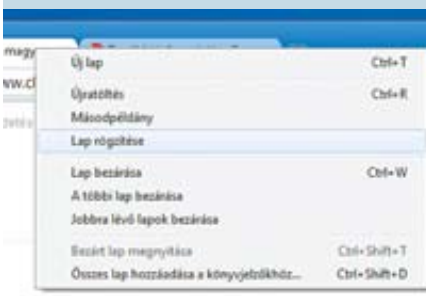 magy
Új lap Ctrl+T
ww.cl
Újratöltés Ctrl+R
Másodpéldány
Lap rögzítése
Lap bezárása Ctrl+W
A többi lap bezárása
Jobbra lévő lapok bezárása
Bezárt lap megnyitása Ctrl+Shift+T
Összes lap hozzáadása a könyvjelzőkhöz... Ctrl+Shift+D